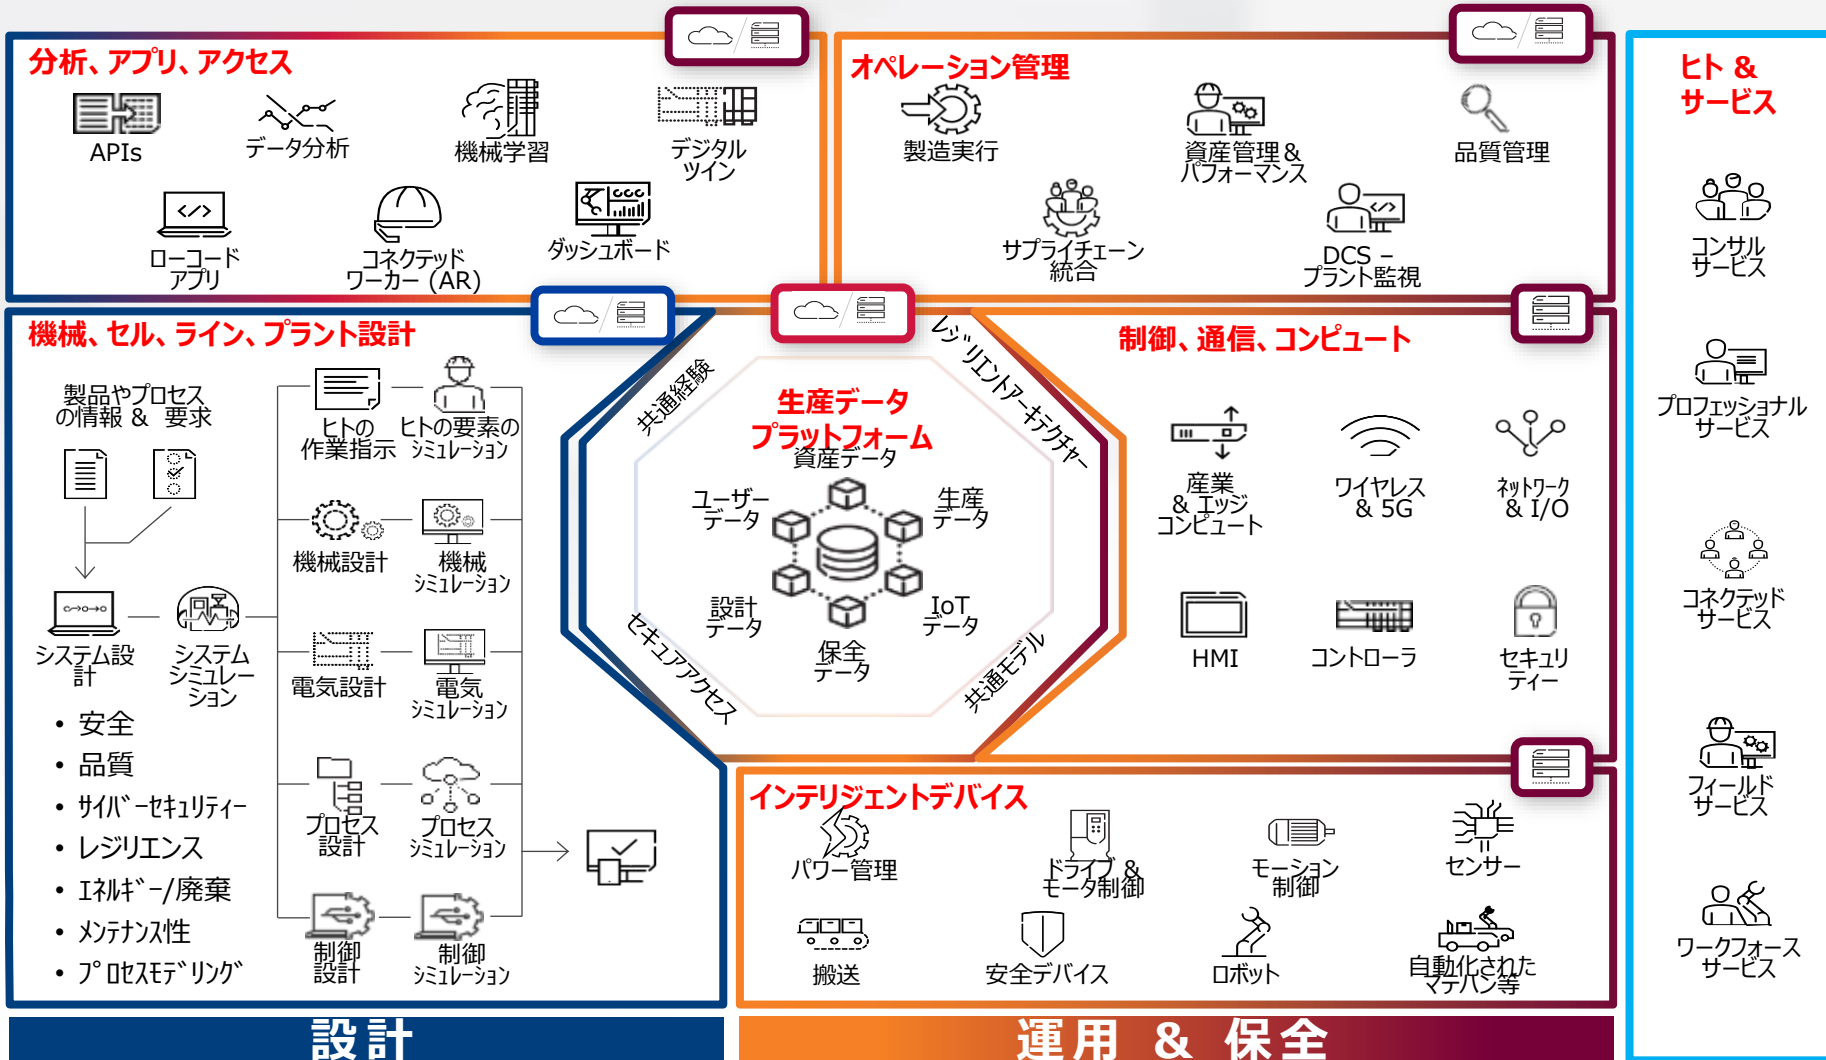 分析、アプリ、アクセス
APIs
データ分析
機械学習
デジタル
ツイン
ローコード
アプリ
コネクテッド
ワーカー (AR)
ダッシュボード
オペレーション管理
製造実行
資産管理&
パフォーマンス
品質管理
サプライチェーン
統合
DCS –
プラント監視
ヒト &
サービス
コンサル
サービス
プロフェッショナル
サービス
コネクテッド
サービス
フィールド
サービス
ワークフォース
サービス
機械、セル、ライン、プラント設計
製品やプロセス
の情報 & 要求
ヒトの
作業指示
ヒトの要素の
シミュレーション
機械設計
機械
シミュレーション
システム設
計
システム
シミュレー
ション
電気設計
電気
シミュレーション
プロセス
設計
プロセス
シミュレーション
制御
設計
制御
シミュレーション
• 安全
• 品質
• サイバーセキュリティー
• レジリエンス
• エネルギー/廃棄
• メンテナンス性
• プロセスモデリング
共通経験
レジリエントアーキテクチャー
セキュアアクセス
共通モデル
生産データ
プラットフォーム
資産データ
ユーザー
データ
生産
データ
設計
データ
IoT
データ
保全
データ
制御、通信、コンピュート
産業
& エッジ
コンピュート
ワイヤレス
& 5G
ネットワーク
& I/O
HMI
コントローラ
セキュリ
ティー
インテリジェントデバイス
パワー管理
ドライブ &
モータ制御
モーション
制御
センサー
搬送
安全デバイス
ロボット
自動化された
マテハン等
設計
運用 & 保全